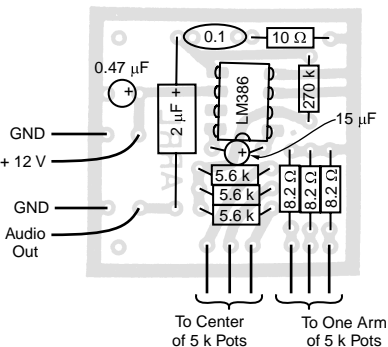 0.1
10 Ω
0.47 μF
+
2 μF +
LM386
270 k
15 μF
+
GND
+ 12 V
5.6 k
5.6 k
5.6 k
8.2 Ω
8.2 Ω
8.2 Ω
GND
Audio
Out
To Center
of 5 k Pots
To One Arm
of 5 k Pots